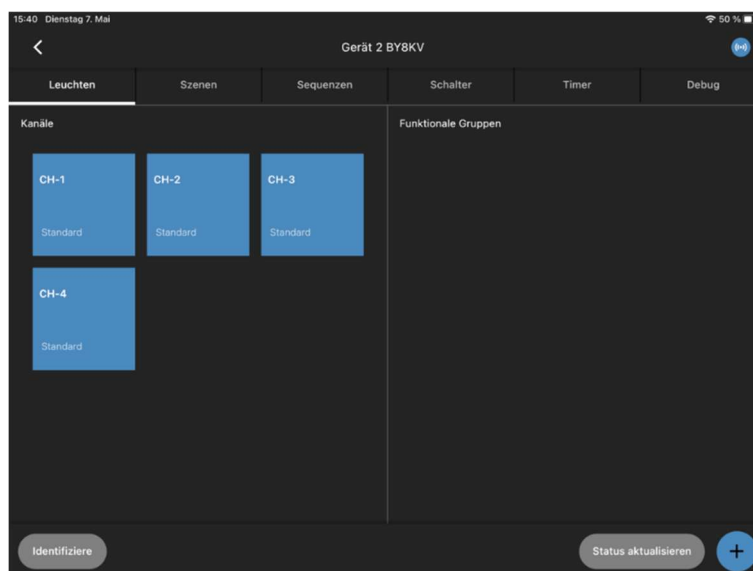 15:40 Dienstag 7. Mai 50 %
Gerät 2 BY8KV
Leuchten Szenen Sequenzen Schalter Timer Debug
Kanäle Funktionale Gruppen
CH-1 CH-2 CH-3
Standard Standard Standard
CH-4
Standard
Identifiziere Status aktualisieren +